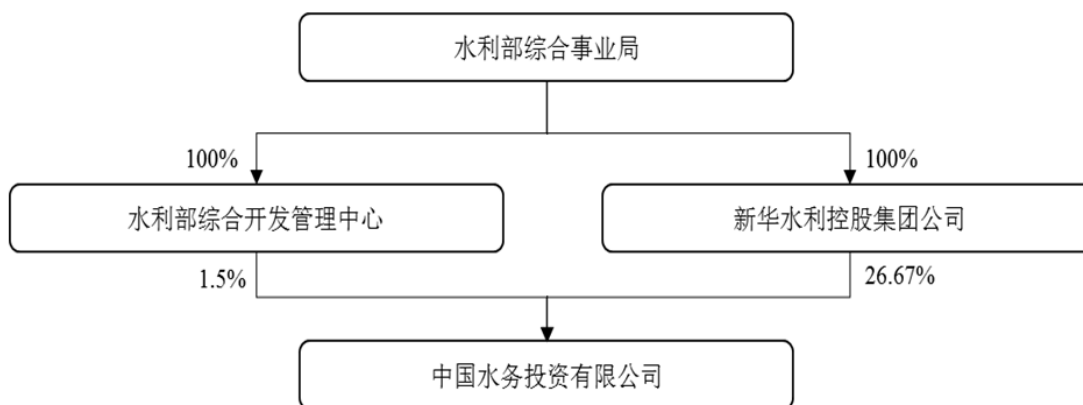 水利部综合事业局
100%
100%
水利部综合开发管理中心
新华水利控股集团公司
1.5%
26.67%
中国水务投资有限公司